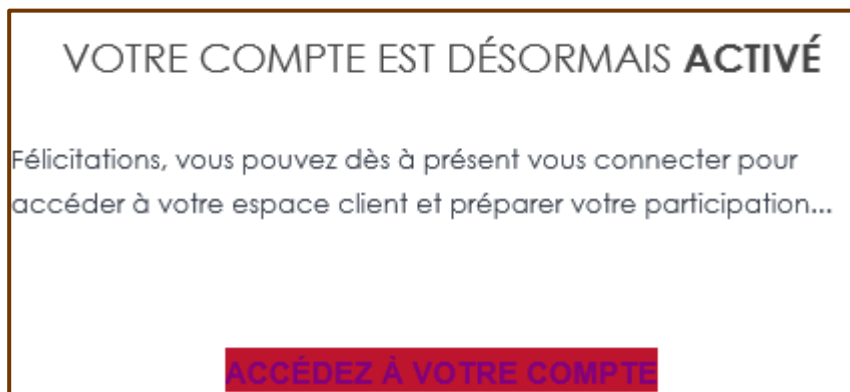 VOTRE COMPTE EST DÉSORMAIS ACTIVÉ
Félicitations, vous pouvez dès à présent vous connecter pour
accéder à votre espace client et préparer votre participation...
ACCÉDEZ À VOTRE COMPTE